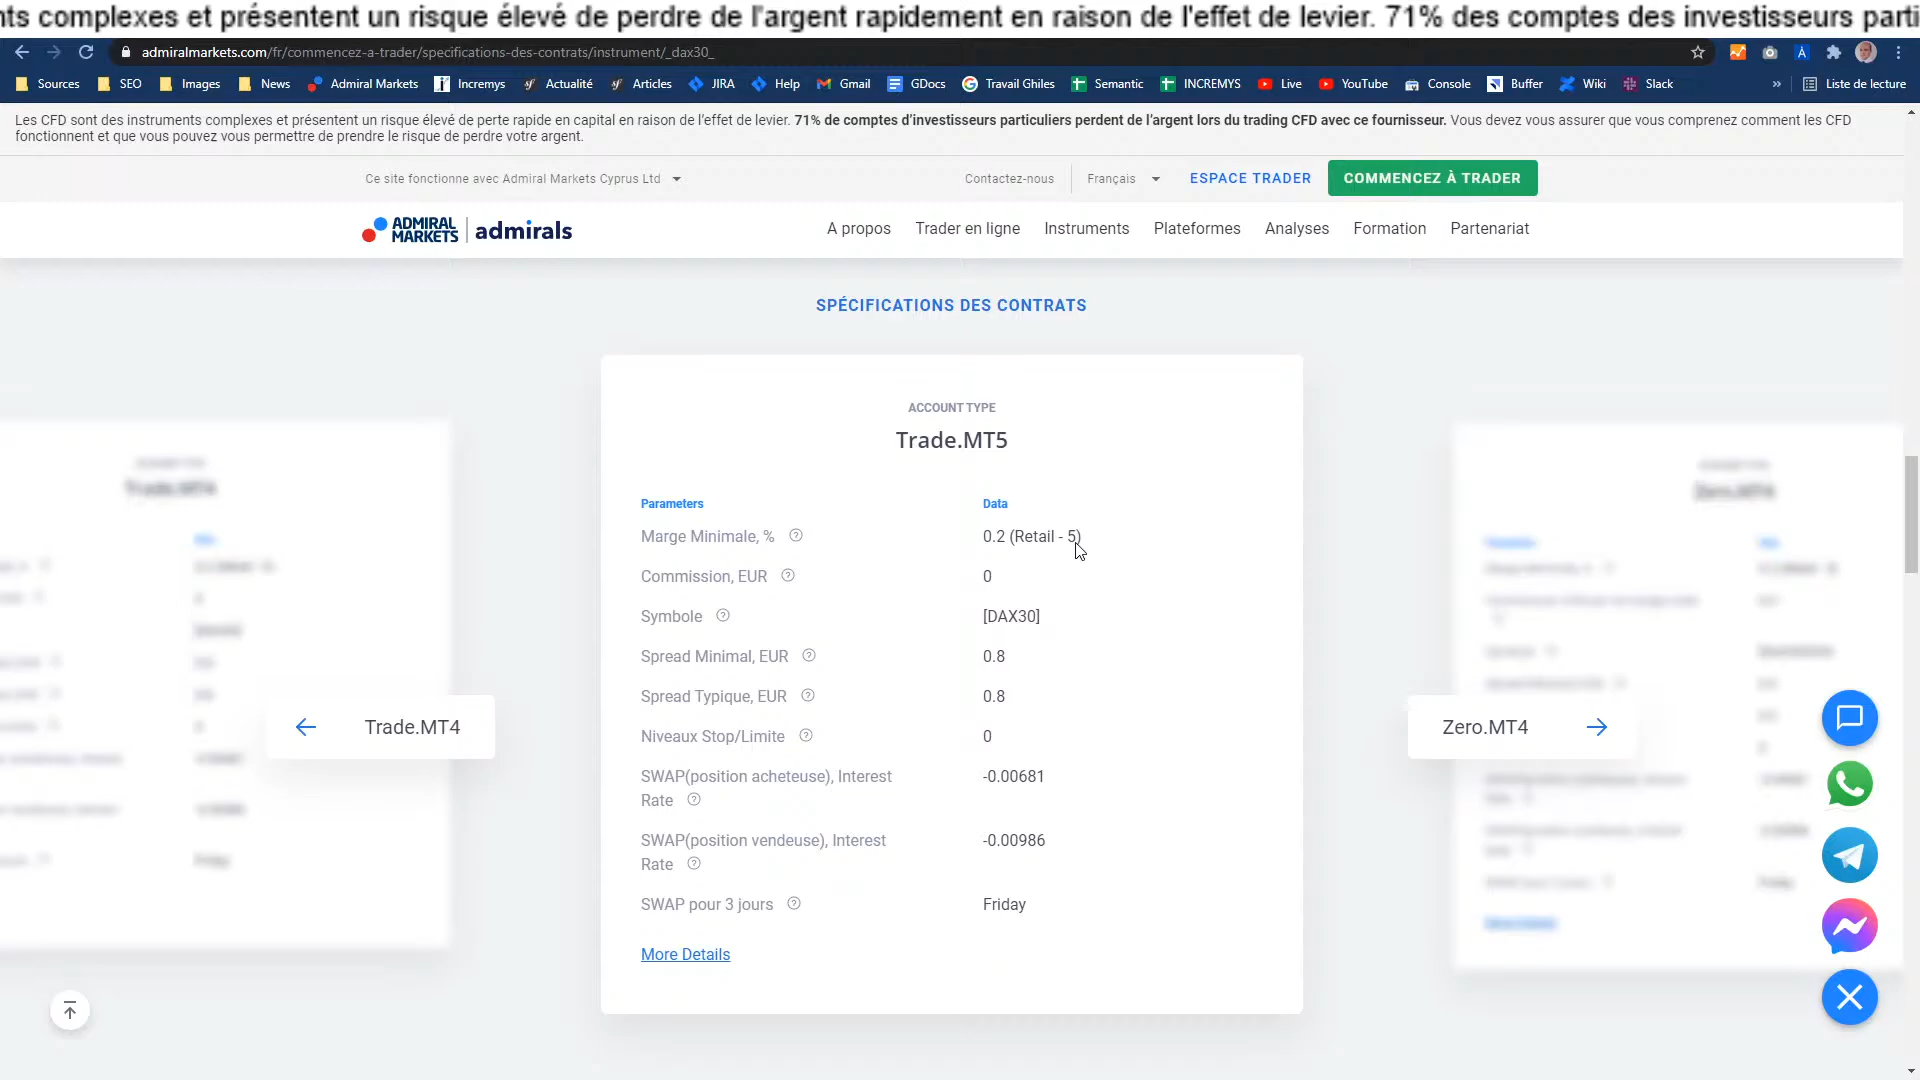 nts complexes et présentent un risque élevé de perdre de l'argent rapidement en raison de l'effet de levier. 71% des comptes des investisseurs parti
admiralmarkets.com/fr/commencez-a-trader/specifications-des-contrats/instrument/_dax30_
Sources SEO Images News Admiral Markets Incremys Actualité Articles JIRA Help Gmail GDocs Travail Ghiles Semantic INCREMYS Live YouTube Console Buffer Wiki Slack » Liste de lecture
Les CFD sont des instruments complexes et présentent un risque élevé de perte rapide en capital en raison de l'effet de levier. 71% de comptes d'investisseurs particuliers perdent de l'argent lors du trading CFD avec ce fournisseur. Vous devez vous assurer que vous comprenez comment les CFD
fonctionnent et que vous pouvez vous permettre de prendre le risque de perdre votre argent.
Ce site fonctionne avec Admiral Markets Cyprus Ltd Contactez-nous Français ESPACE TRADER COMMENCEZ À TRADER
ADMIRAL MARKETS admirals A propos Trader en ligne Instruments Plateformes Analyses Formation Partenariat
SPÉCIFICATIONS DES CONTRATS
ACCOUNT TYPE
Trade.MT5
Parameters Data
Marge Minimale, % 0.2 (Retail - 5)
Commission, EUR 0
Symbole [DAX30]
Spread Minimal, EUR 0.8
Spread Typique, EUR 0.8
Niveaux Stop/Limite 0
SWAP(position acheteuse), Interest Rate -0.00681
SWAP(position vendeuse), Interest Rate -0.00986
SWAP pour 3 jours Friday
More Details
Trade.MT4
Zero.MT4
Trade.MT4
Zero.MT4